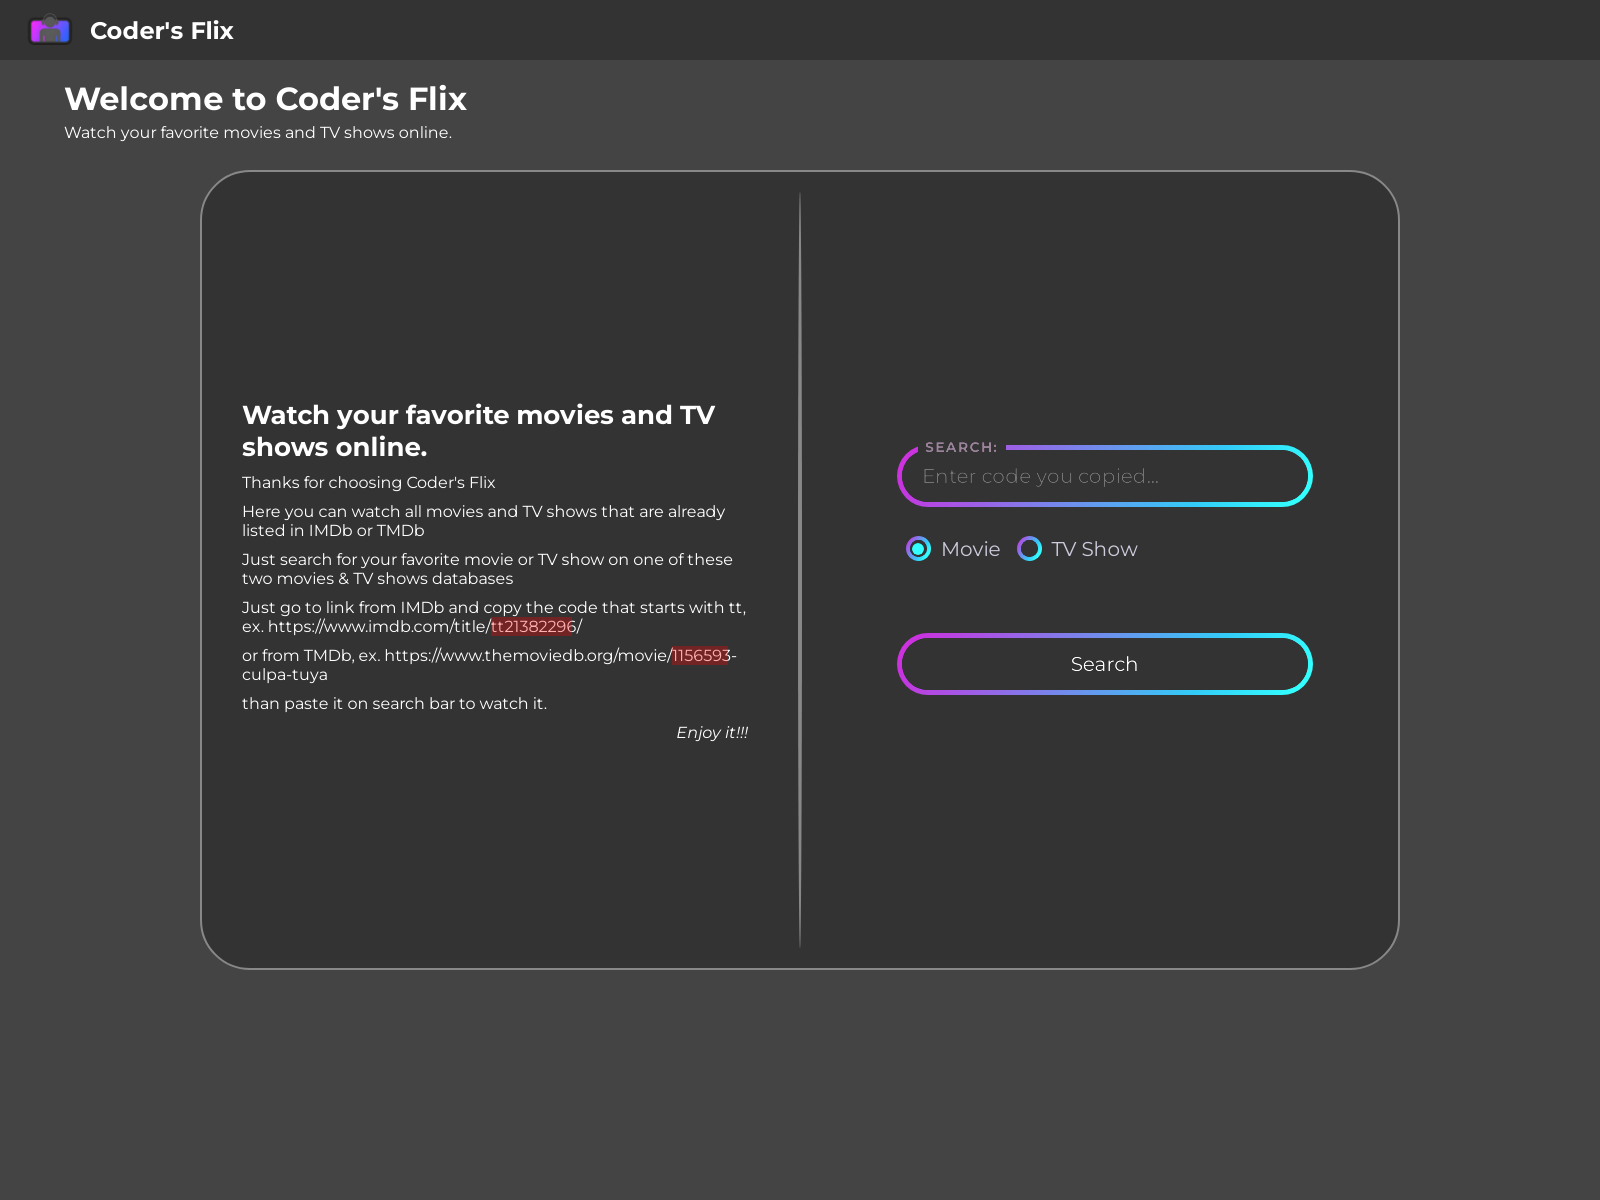 Coder's Flix
Welcome to Coder's Flix
Watch your favorite movies and TV shows online.
Watch your favorite movies and TV
shows online.
Thanks for choosing Coder's Flix
Here you can watch all movies and TV shows that are already
listed in IMDb or TMDb
Just search for your favorite movie or TV show on one of these
two movies & TV shows databases
Just go to link from IMDb and copy the code that starts with tt,
ex. https://www.imdb.com/title/tt21382296/
or from TMDb, ex. https://www.themoviedb.org/movie/1156593-
culpa-tuya
than paste it on search bar to watch it.
Enjoy it!!!
SEARCH:
Enter code you copied...
Movie TV Show
Search